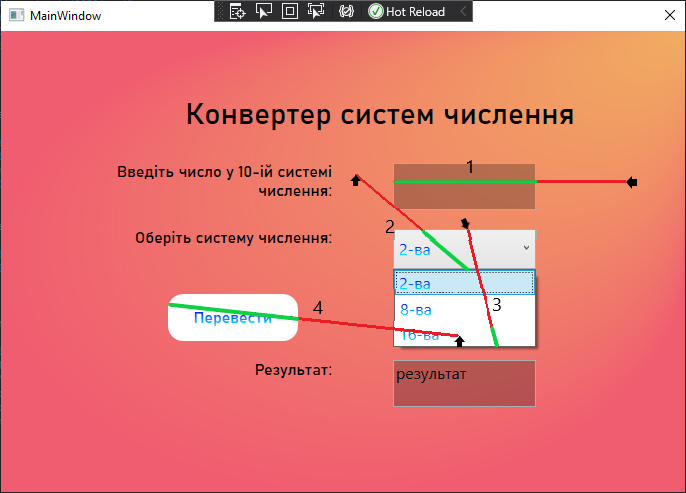 MainWindow
Hot Reload
Конвертер систем числення
Введіть число у 10-ій системі
числення:
1
Оберіть систему числення:
2
2-ва
2-ва
8-ва
3
16-ва
4
Перевести
Результат:
результат